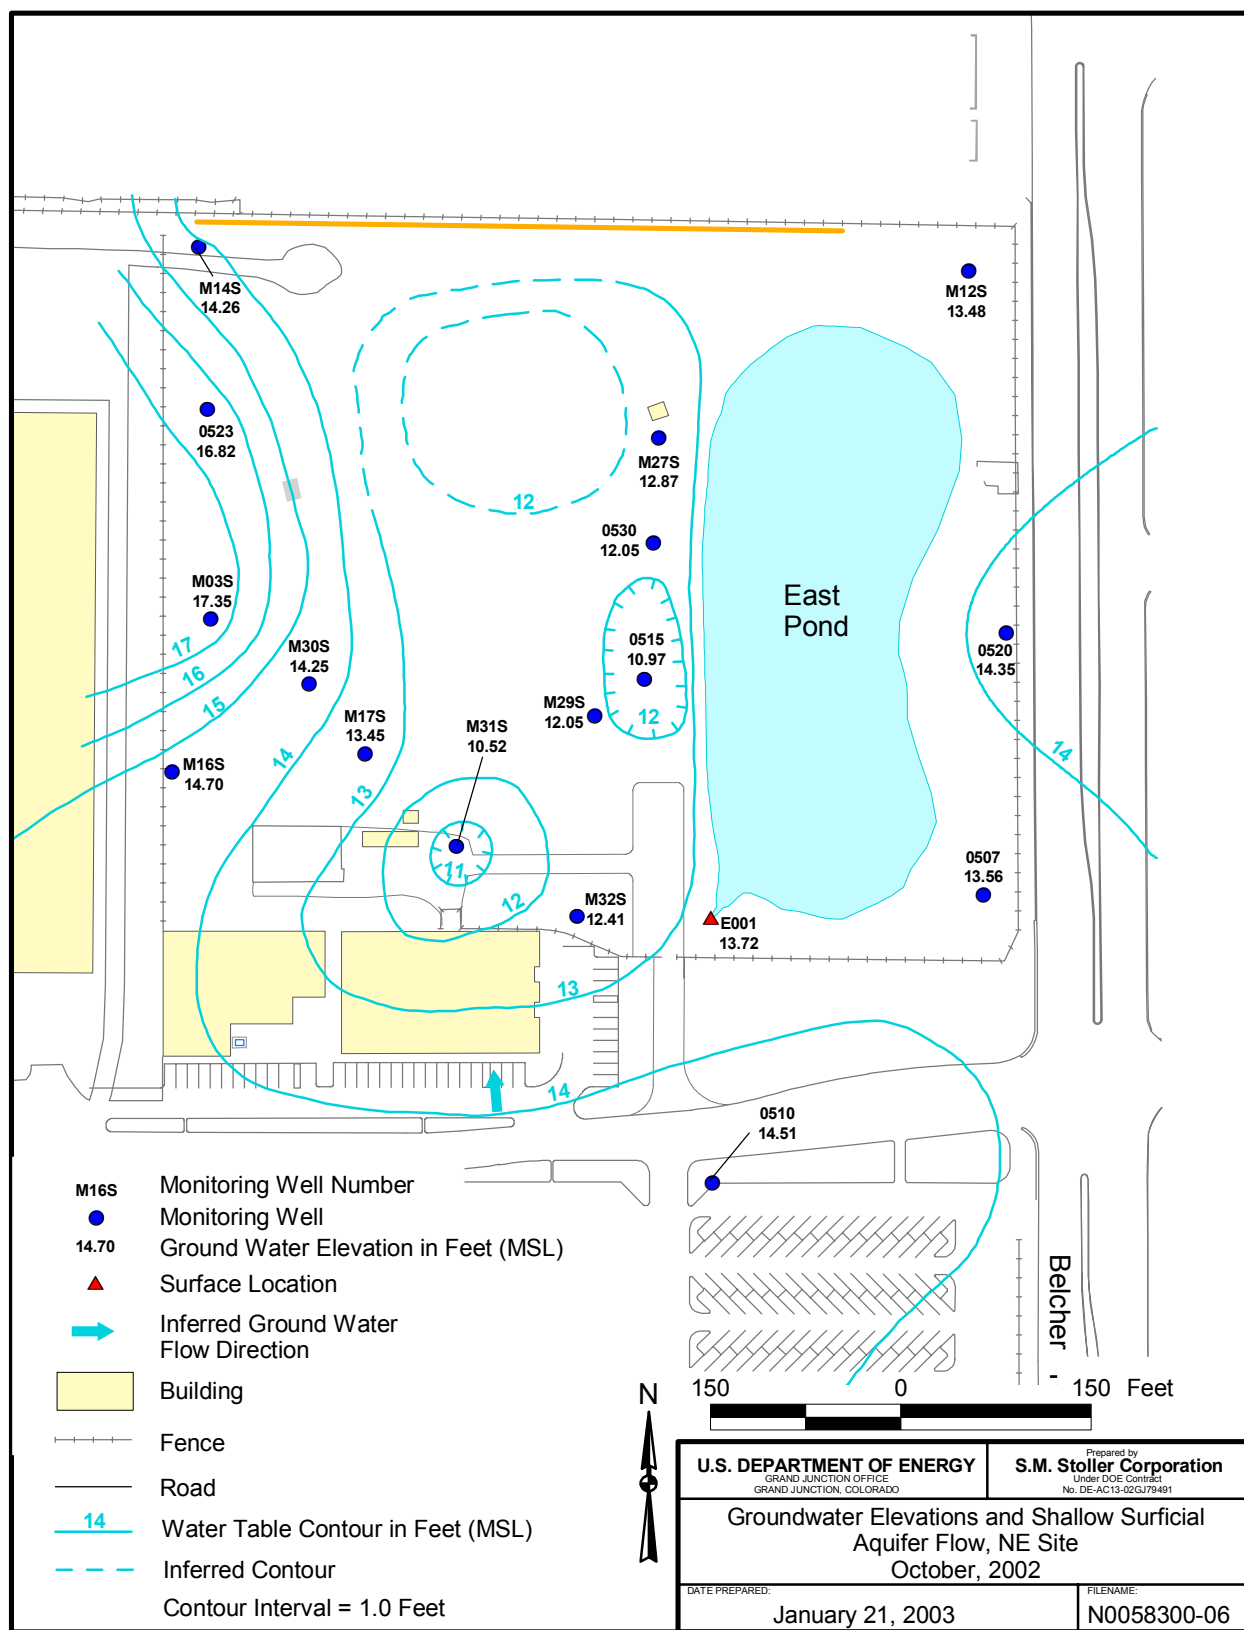 M14S
14.26
M12S
13.48
0523
16.82
M27S
12.87
12
0530
12.05
East
Pond
M03S
17.35
0515
10.97
0520
14.35
17
M30S
14.25
16
15
M29S
12.05
12
M17S
13.45
M31S
10.52
14
14
M16S
14.70
13
11
0507
13.56
12
M32S
12.41
E001
13.72
13
14
0510
14.51
M16S Monitoring Well Number
Monitoring Well
14.70 Ground Water Elevation in Feet (MSL)
Surface Location
Inferred Ground Water
Flow Direction
Building
Fence
Road
14 Water Table Contour in Feet (MSL)
Inferred Contour
Contour Interval = 1.0 Feet
Belcher
N
150 0 150 Feet
U.S. DEPARTMENT OF ENERGY
GRAND JUNCTION OFFICE
GRAND JUNCTION, COLORADO
Prepared by
S.M. Stoller Corporation
Under DOE Contract
No. DE-AC13-02GJ79491
Groundwater Elevations and Shallow Surficial
Aquifer Flow, NE Site
October, 2002
DATE PREPARED:
January 21, 2003
FILENAME:
N0058300-06